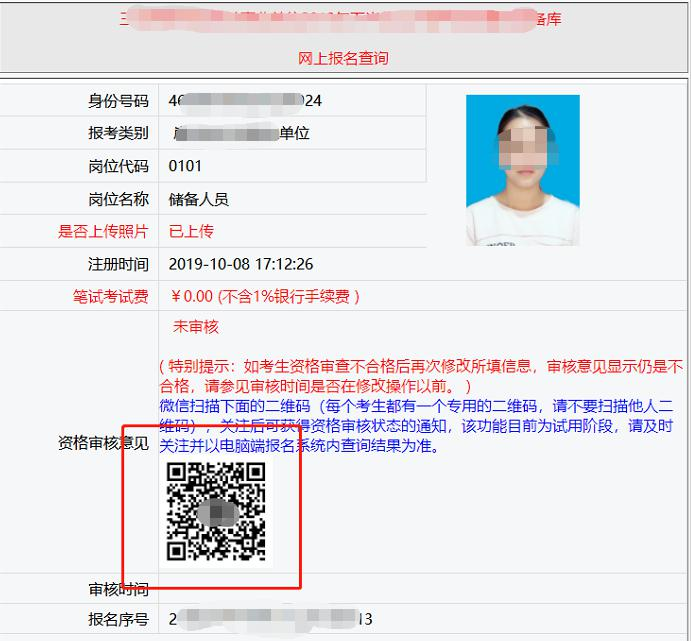 备库
网上报名查询
身份号码 46 24
报考类别 单位
岗位代码 0101
岗位名称 储备人员
是否上传照片 已上传
注册时间 2019-10-08 17:12:26
笔试考试费 ￥0.00 (不含1%银行手续费 )
未审核
( 特别提示：如考生资格审查不合格后再次修改所填信息，审核意见显示仍是不
合格，请参见审核时间是否在修改操作以前。 )
微信扫描下面的二维码（每个考生都有一个专用的二维码，请不要扫描他人二
维码），关注后可获得资格审核状态的通知，该功能目前为试用阶段，请及时
资格审核意见 关注并以电脑端报名系统内查询结果为准。
审核时间
报名序号 2 13